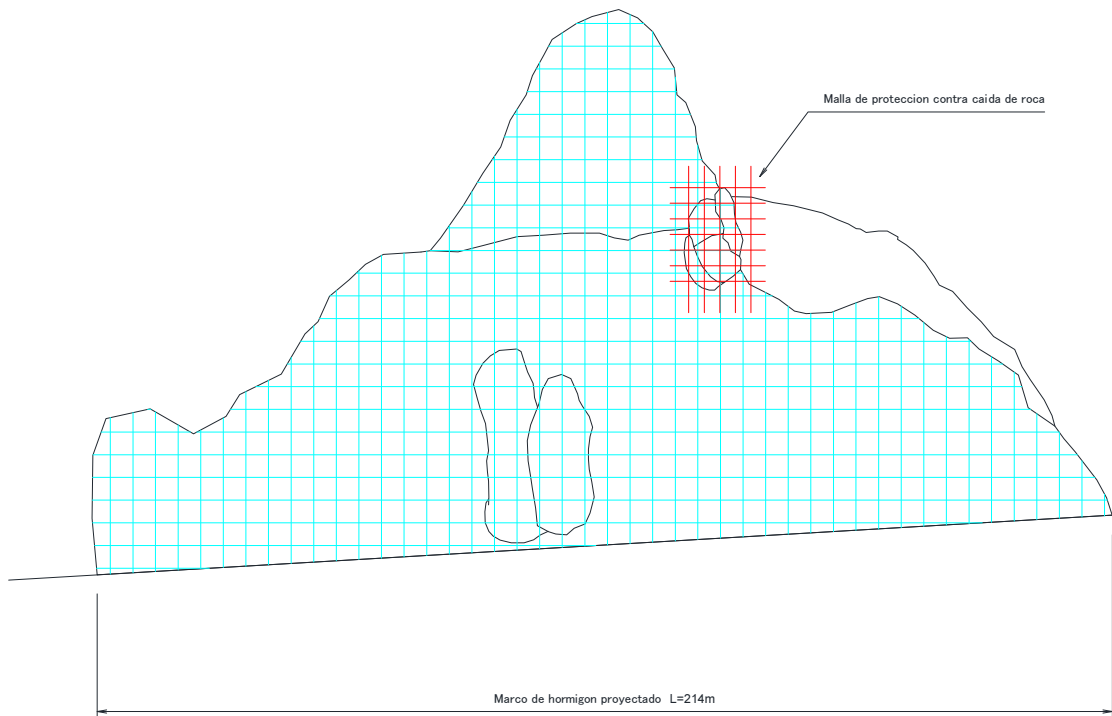 Malla de proteccion contra caida de roca
Marco de hormigon proyectado L=214m